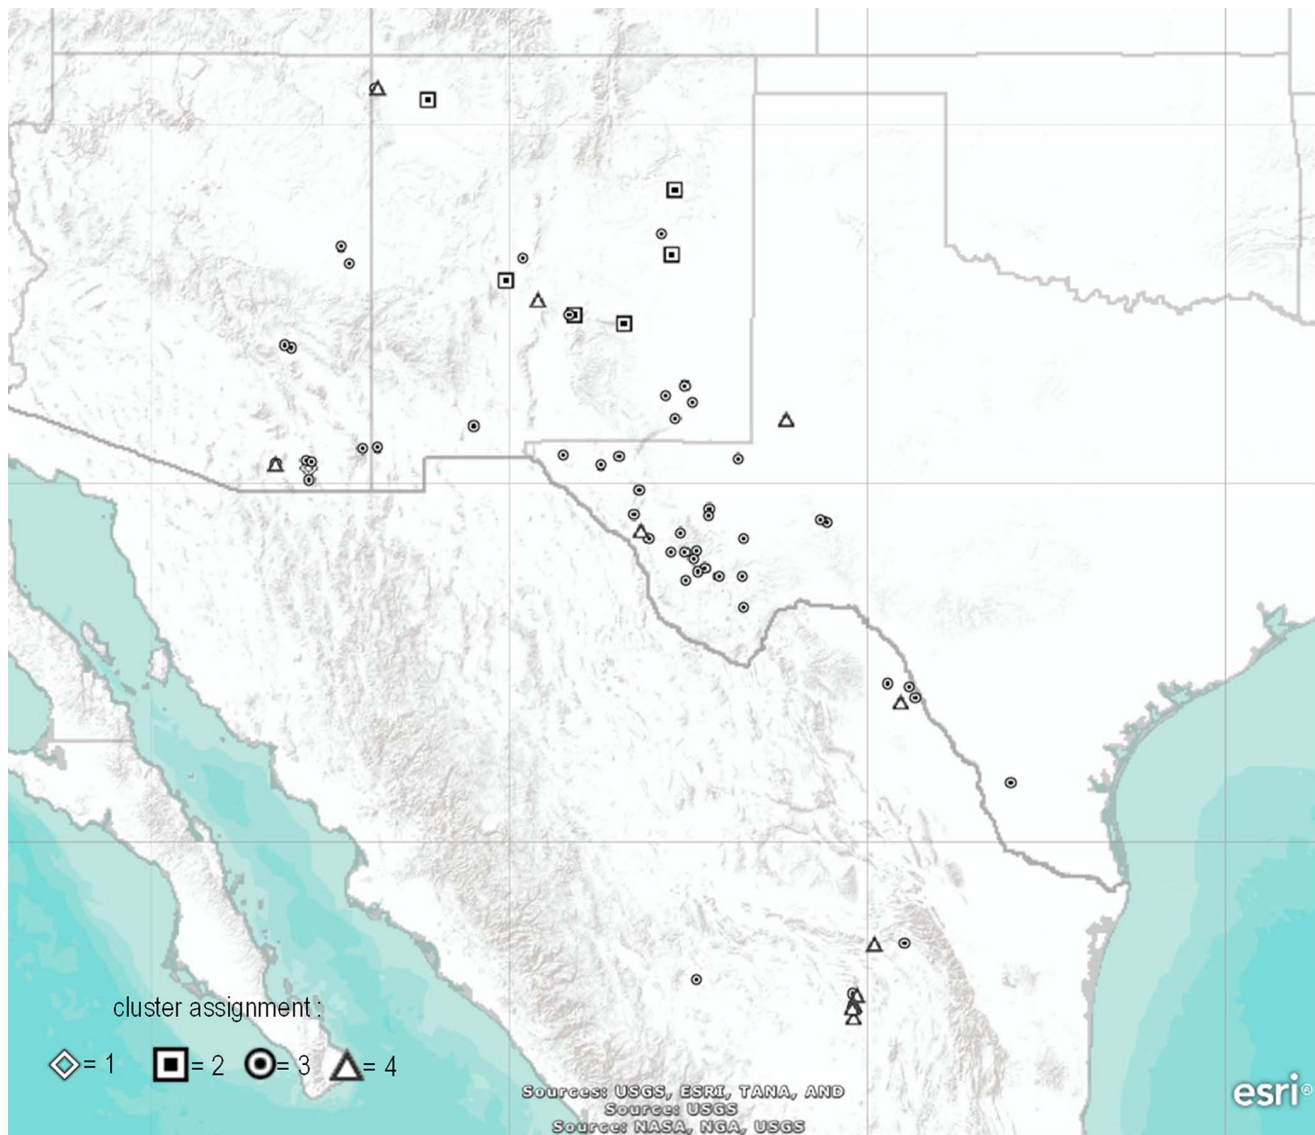 cluster assignment :
= 1 = 2 = 3 = 4
Sources: USGS, ESRI, TANA, AND
Source: USGS
Source: NASA, NGA, USGS
esri®